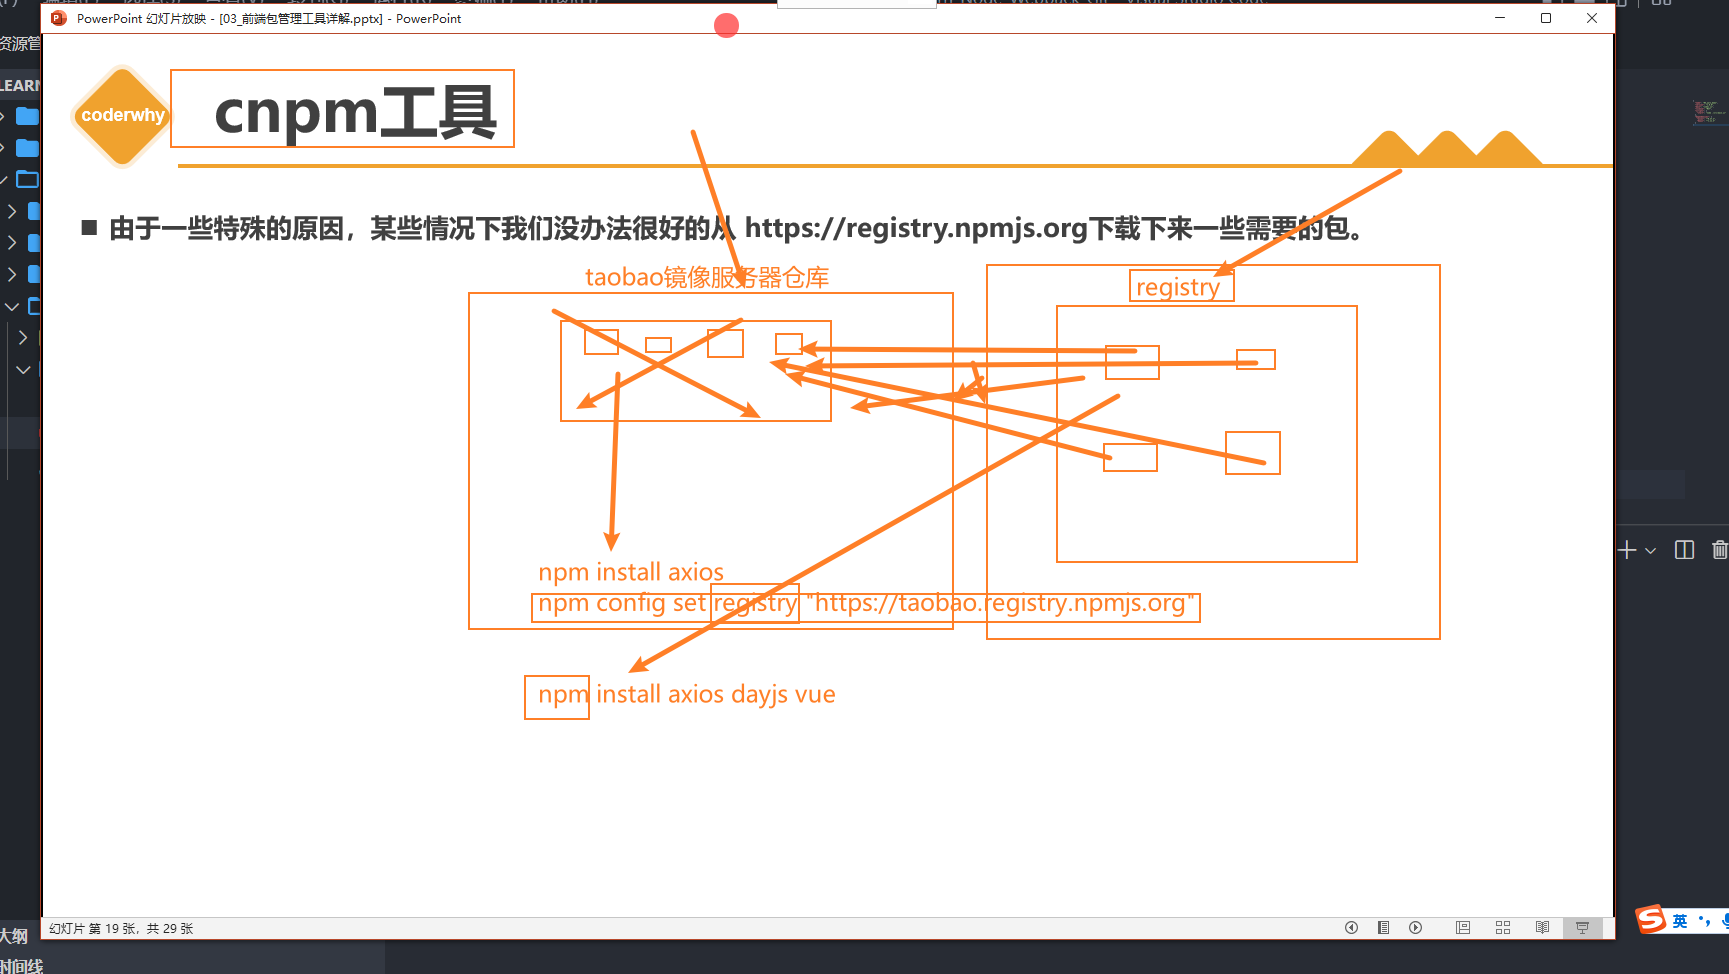 PowerPoint 幻灯片放映 - [03_前端包管理工具详解.pptx] - PowerPoint
资源管
LEARN
coderwhy
cnpm工具
由于一些特殊的原因，某些情况下我们没办法很好的从 https://registry.npmjs.org下载下来一些需要的包。
taobao镜像服务器仓库
registry
npm install axios
npm config set registry "https://taobao.registry.npmjs.org"
npm install axios dayjs vue
幻灯片 第 19 张，共 29 张
大纲
时间线
英